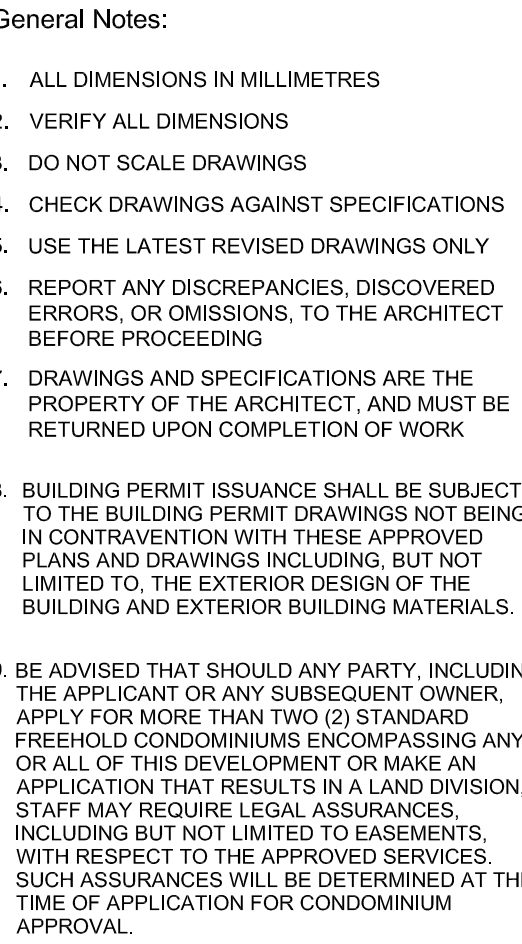 General Notes:
1. ALL DIMENSIONS IN MILLIMETRES
2. VERIFY ALL DIMENSIONS
3. DO NOT SCALE DRAWINGS
4. CHECK DRAWINGS AGAINST SPECIFICATIONS
5. USE THE LATEST REVISED DRAWINGS ONLY
6. REPORT ANY DISCREPANCIES, DISCOVERED
ERRORS, OR OMISSIONS, TO THE ARCHITECT
BEFORE PROCEEDING
7. DRAWINGS AND SPECIFICATIONS ARE THE
PROPERTY OF THE ARCHITECT, AND MUST BE
RETURNED UPON COMPLETION OF WORK
8. BUILDING PERMIT ISSUANCE SHALL BE SUBJECT
TO THE BUILDING PERMIT DRAWINGS NOT BEING
IN CONTRAVENTION WITH THESE APPROVED
PLANS AND DRAWINGS INCLUDING, BUT NOT
LIMITED TO, THE EXTERIOR DESIGN OF THE
BUILDING AND EXTERIOR BUILDING MATERIALS.
9. BE ADVISED THAT SHOULD ANY PARTY, INCLUDIN
THE APPLICANT OR ANY SUBSEQUENT OWNER,
APPLY FOR MORE THAN TWO (2) STANDARD
FREEHOLD CONDOMINIUMS ENCOMPASSING ANY
OR ALL OF THIS DEVELOPMENT OR MAKE AN
APPLICATION THAT RESULTS IN A LAND DIVISION,
STAFF MAY REQUIRE LEGAL ASSURANCES,
INCLUDING BUT NOT LIMITED TO EASEMENTS,
WITH RESPECT TO THE APPROVED SERVICES.
SUCH ASSURANCES WILL BE DETERMINED AT THE
TIME OF APPLICATION FOR CONDOMINIUM
APPROVAL.